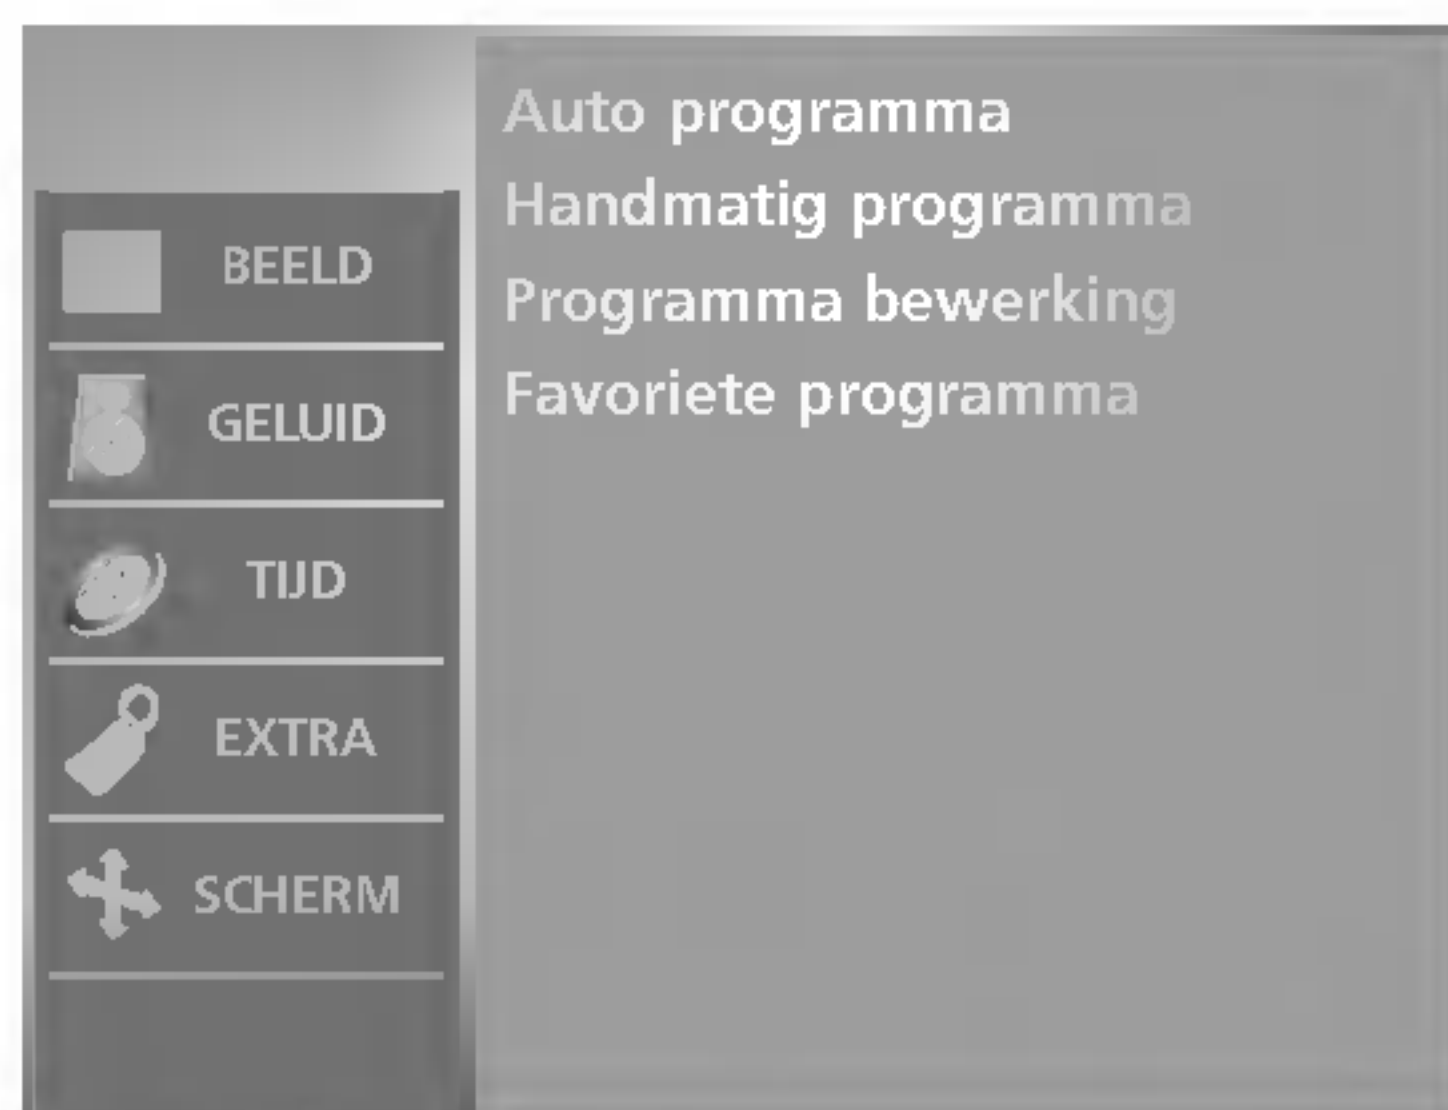 Auto programma
Handmatig programma
Programma bewerking
Favoriete programma
BEELD
GELUID
TIJD
EXTRA
SCHERM